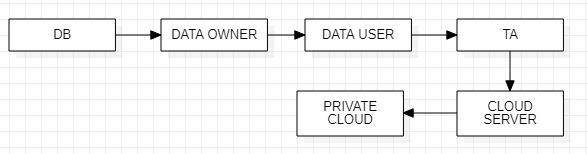 DB
DATA OWNER
DATA USER
TA
PRIVATE
CLOUD
CLOUD
SERVER